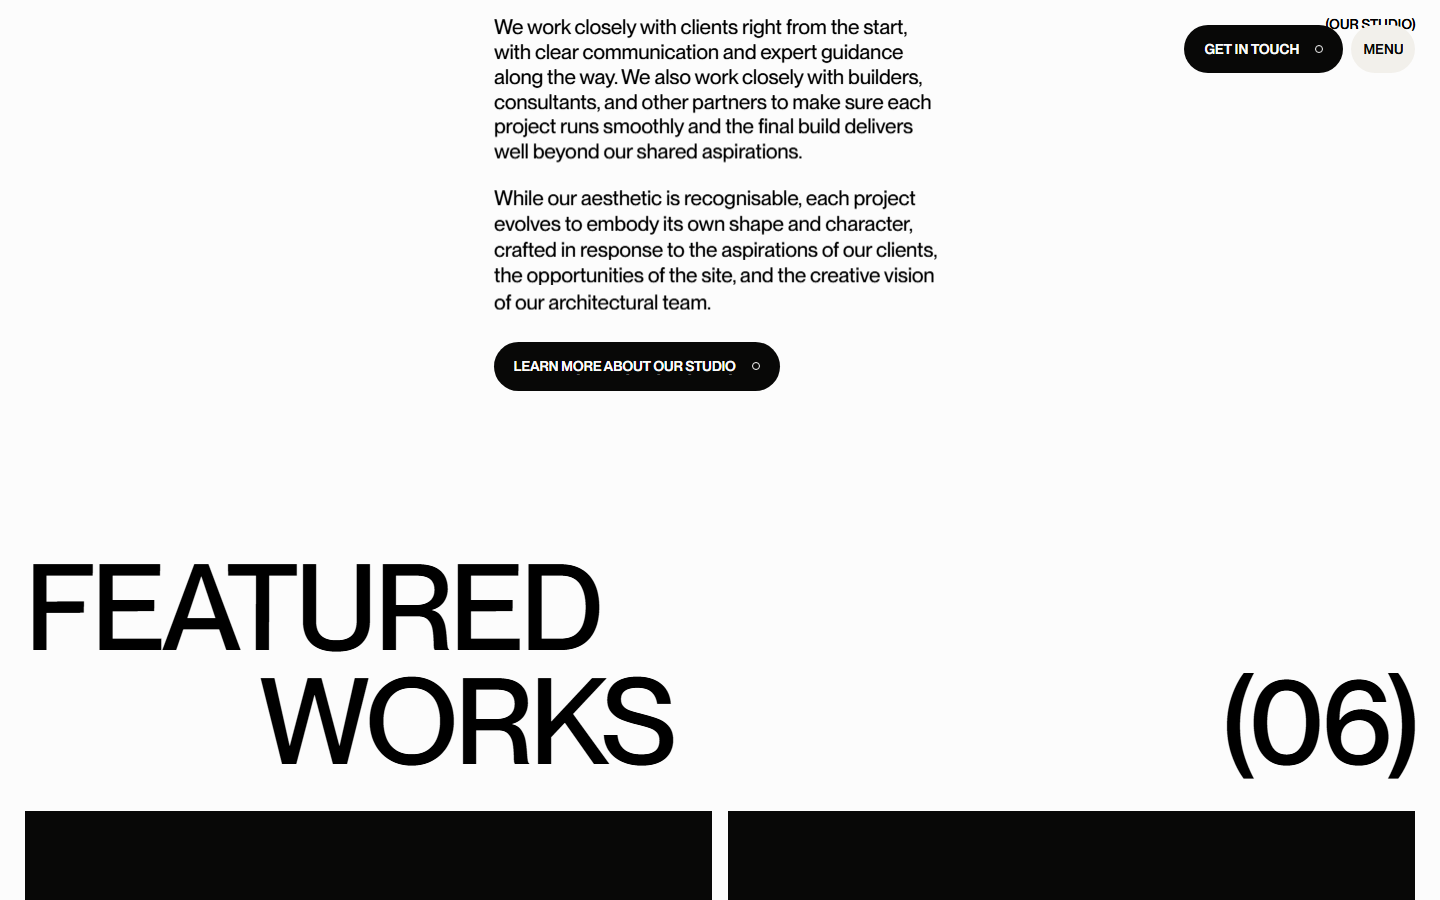 We work closely with clients right from the start,
with clear communication and expert guidance
along the way. We also work closely with builders,
consultants, and other partners to make sure each
project runs smoothly and the final build delivers
well beyond our shared aspirations.
While our aesthetic is recognisable, each project
evolves to embody its own shape and character,
crafted in response to the aspirations of our clients,
the opportunities of the site, and the creative vision
of our architectural team.
LEARN MORE ABOUT OUR STUDIO
(OUR STUDIO)
GET IN TOUCH
MENU
FEATURED
WORKS
(06)